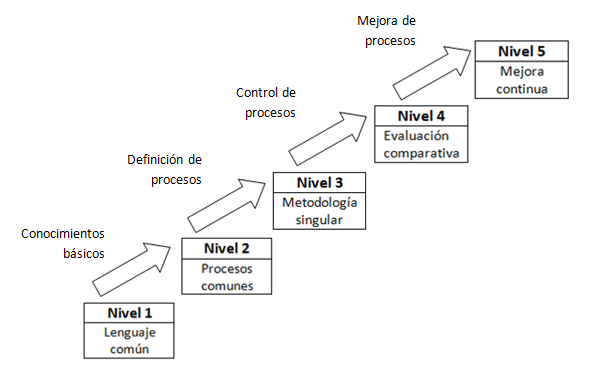 Mejora de
procesos
Nivel 5
Mejora
continua
Control de
procesos
Nivel 4
Evaluación
comparativa
Definición de
procesos
Nivel 3
Metodología
singular
Conocimientos
básicos
Nivel 2
Procesos
comunes
Nivel 1
Lenguaje
común